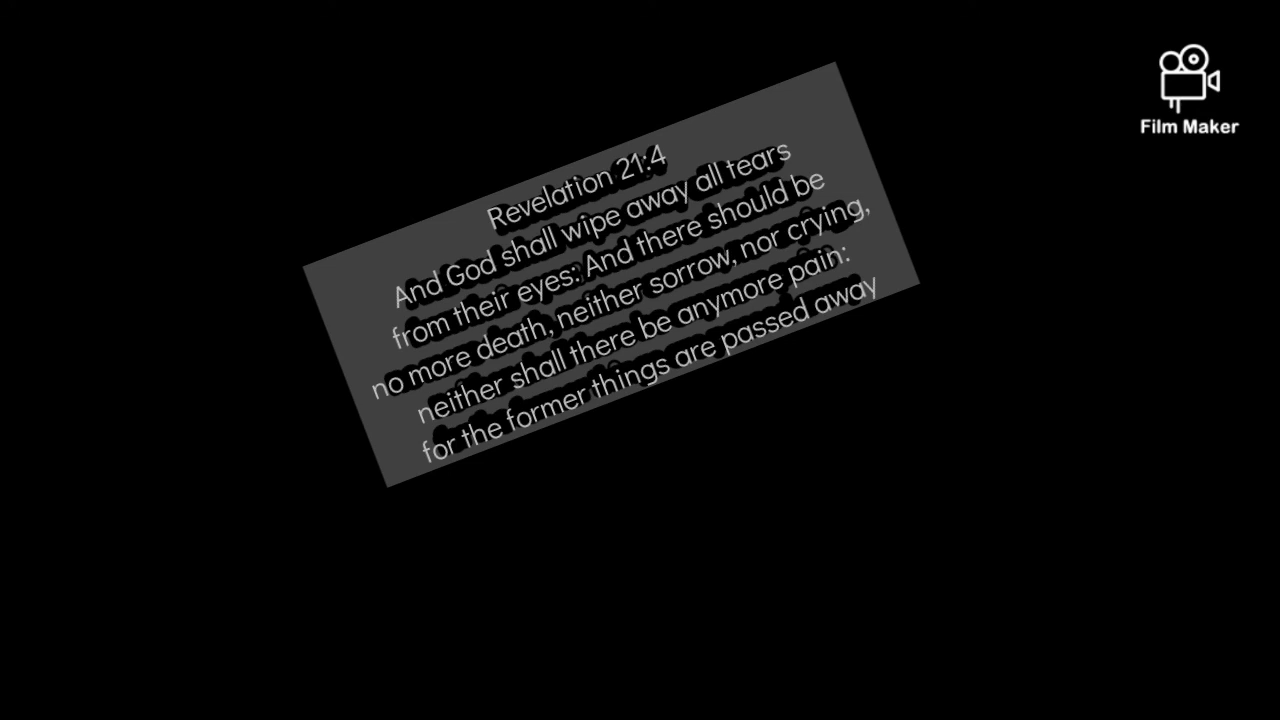 Film Maker
Revelation 21:4
And God shall wipe away all tears
from their eyes: And there should be
no more death, neither sorrow, nor crying,
neither shall there be anymore pain:
for the former things are passed away